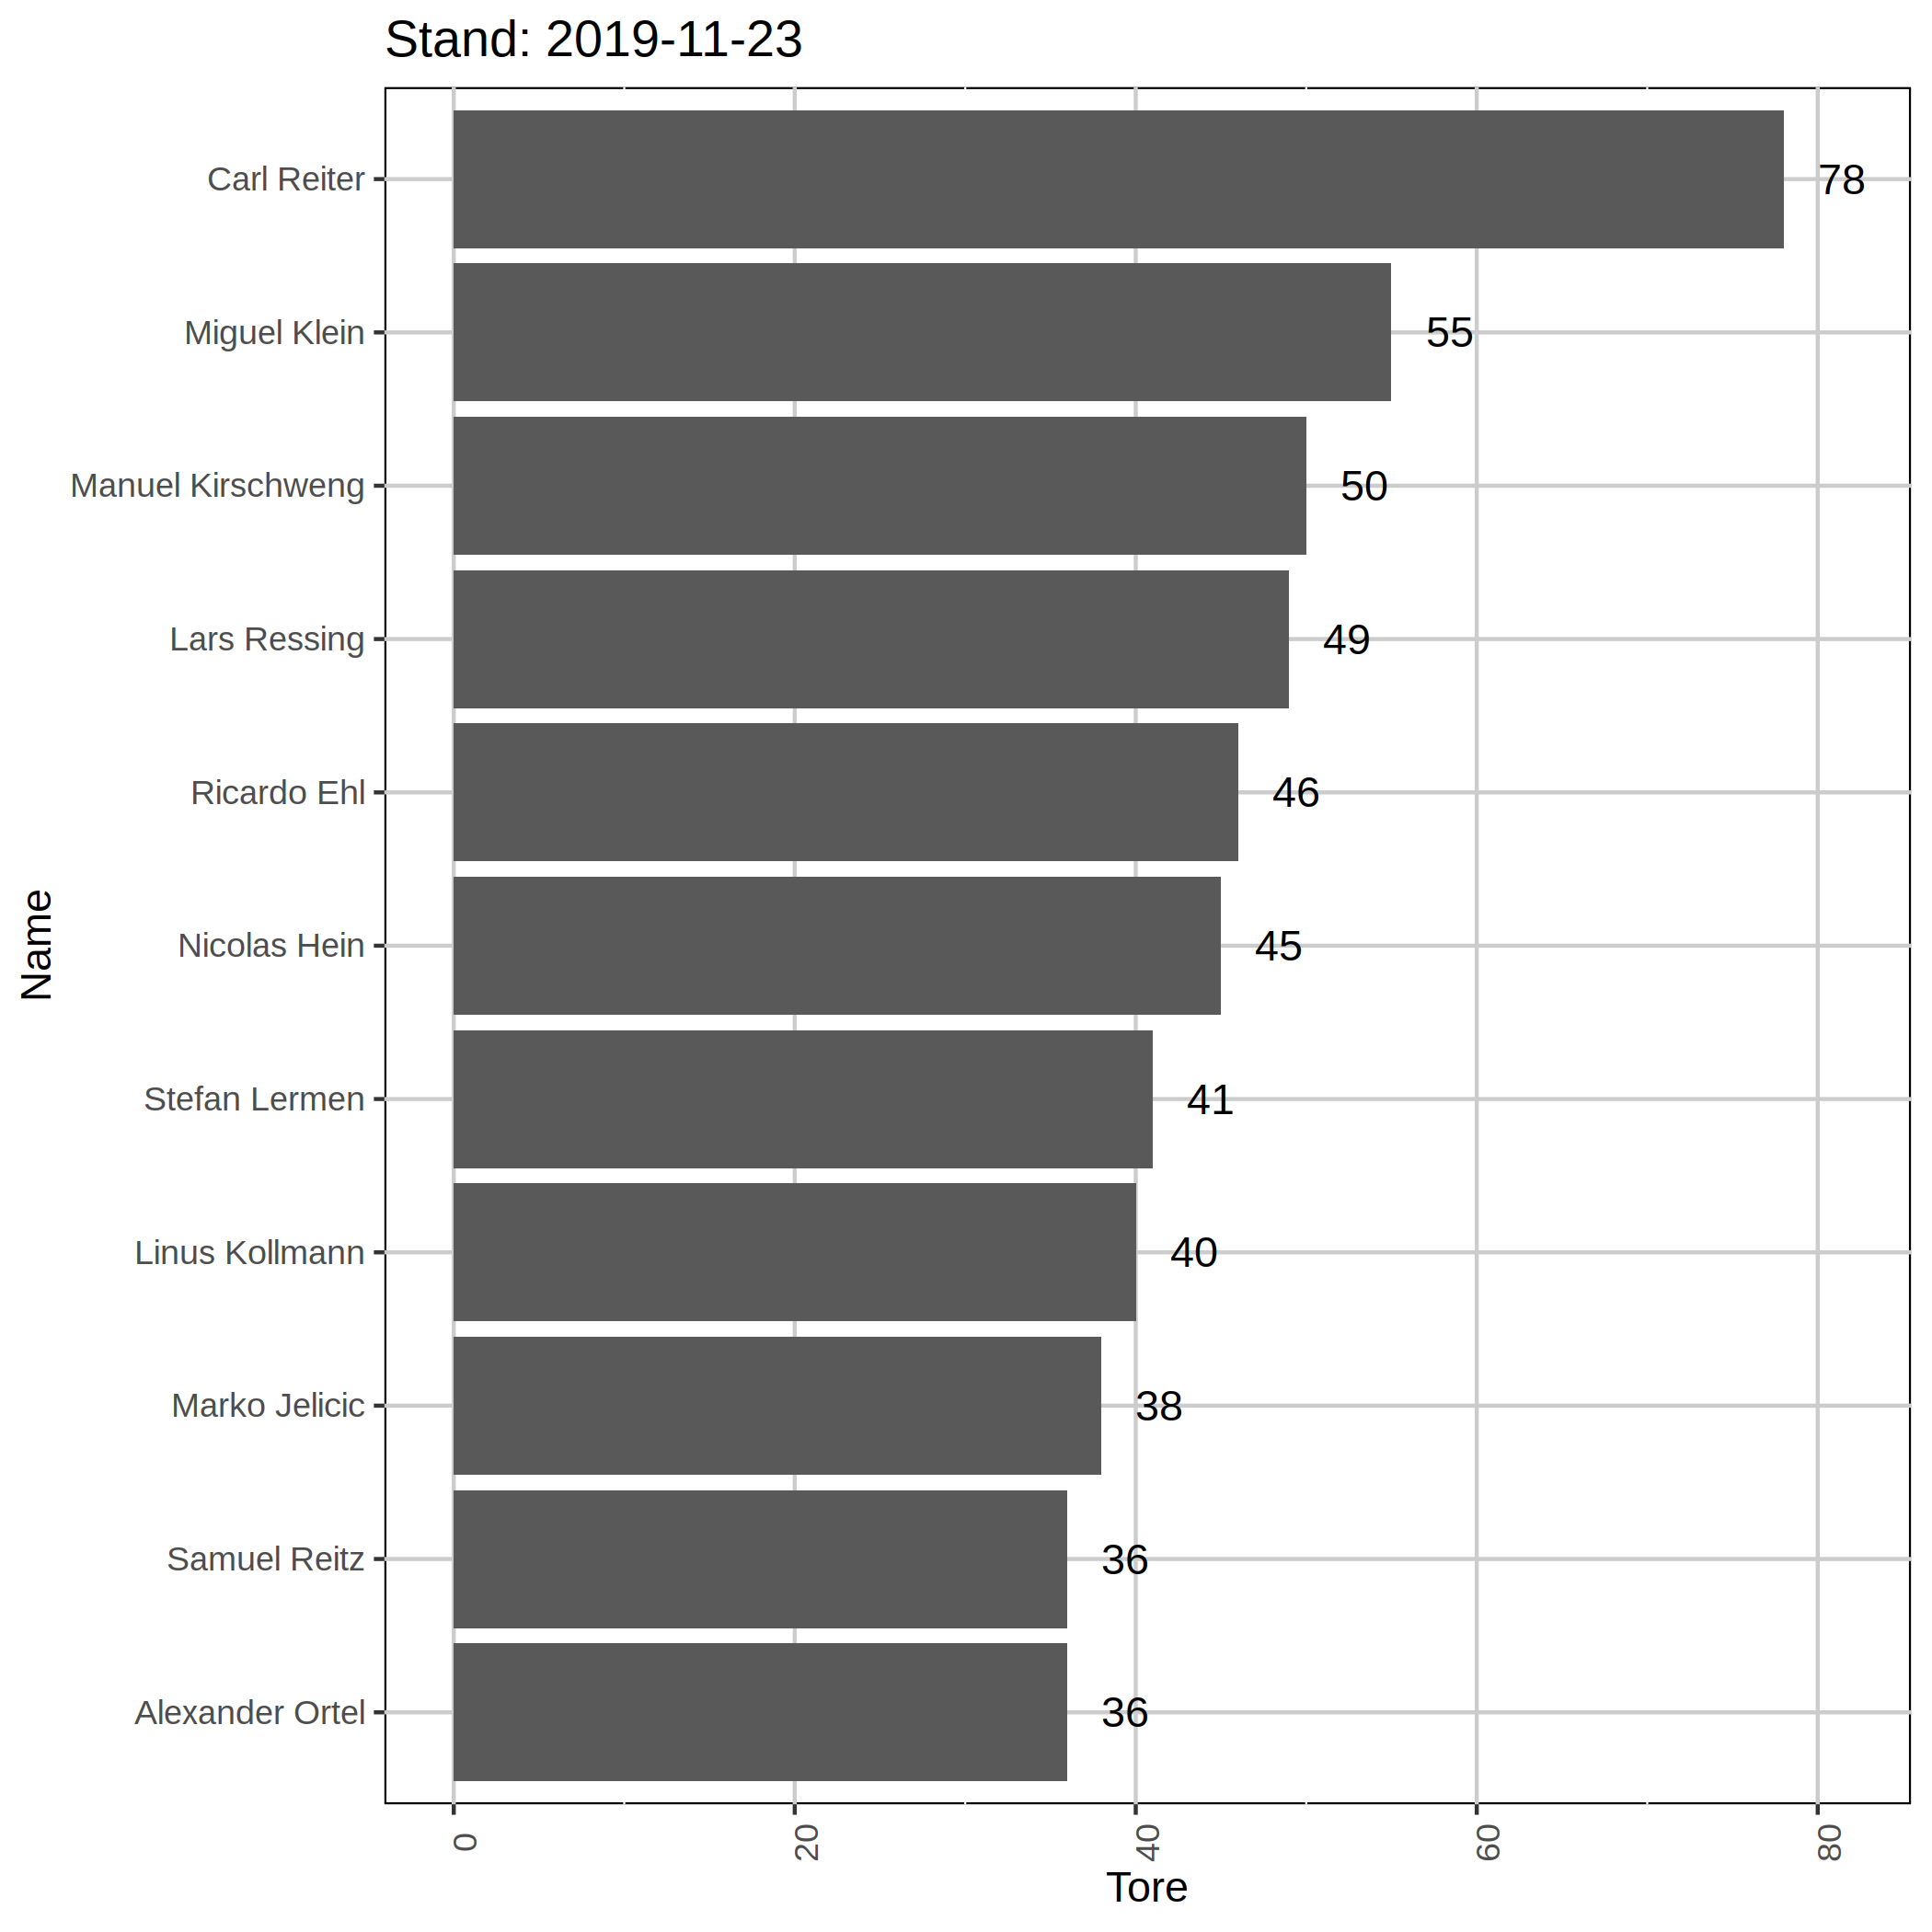 Stand: 2019-11-23
Carl Reiter 78
Miguel Klein 55
Manuel Kirschweng 50
Lars Ressing 49
Ricardo Ehl 46
Nicolas Hein 45
Stefan Lermen 41
Linus Kollmann 40
Marko Jelicic 38
Samuel Reitz 36
Alexander Ortel 36
Name
0 20 40 60 80
Tore